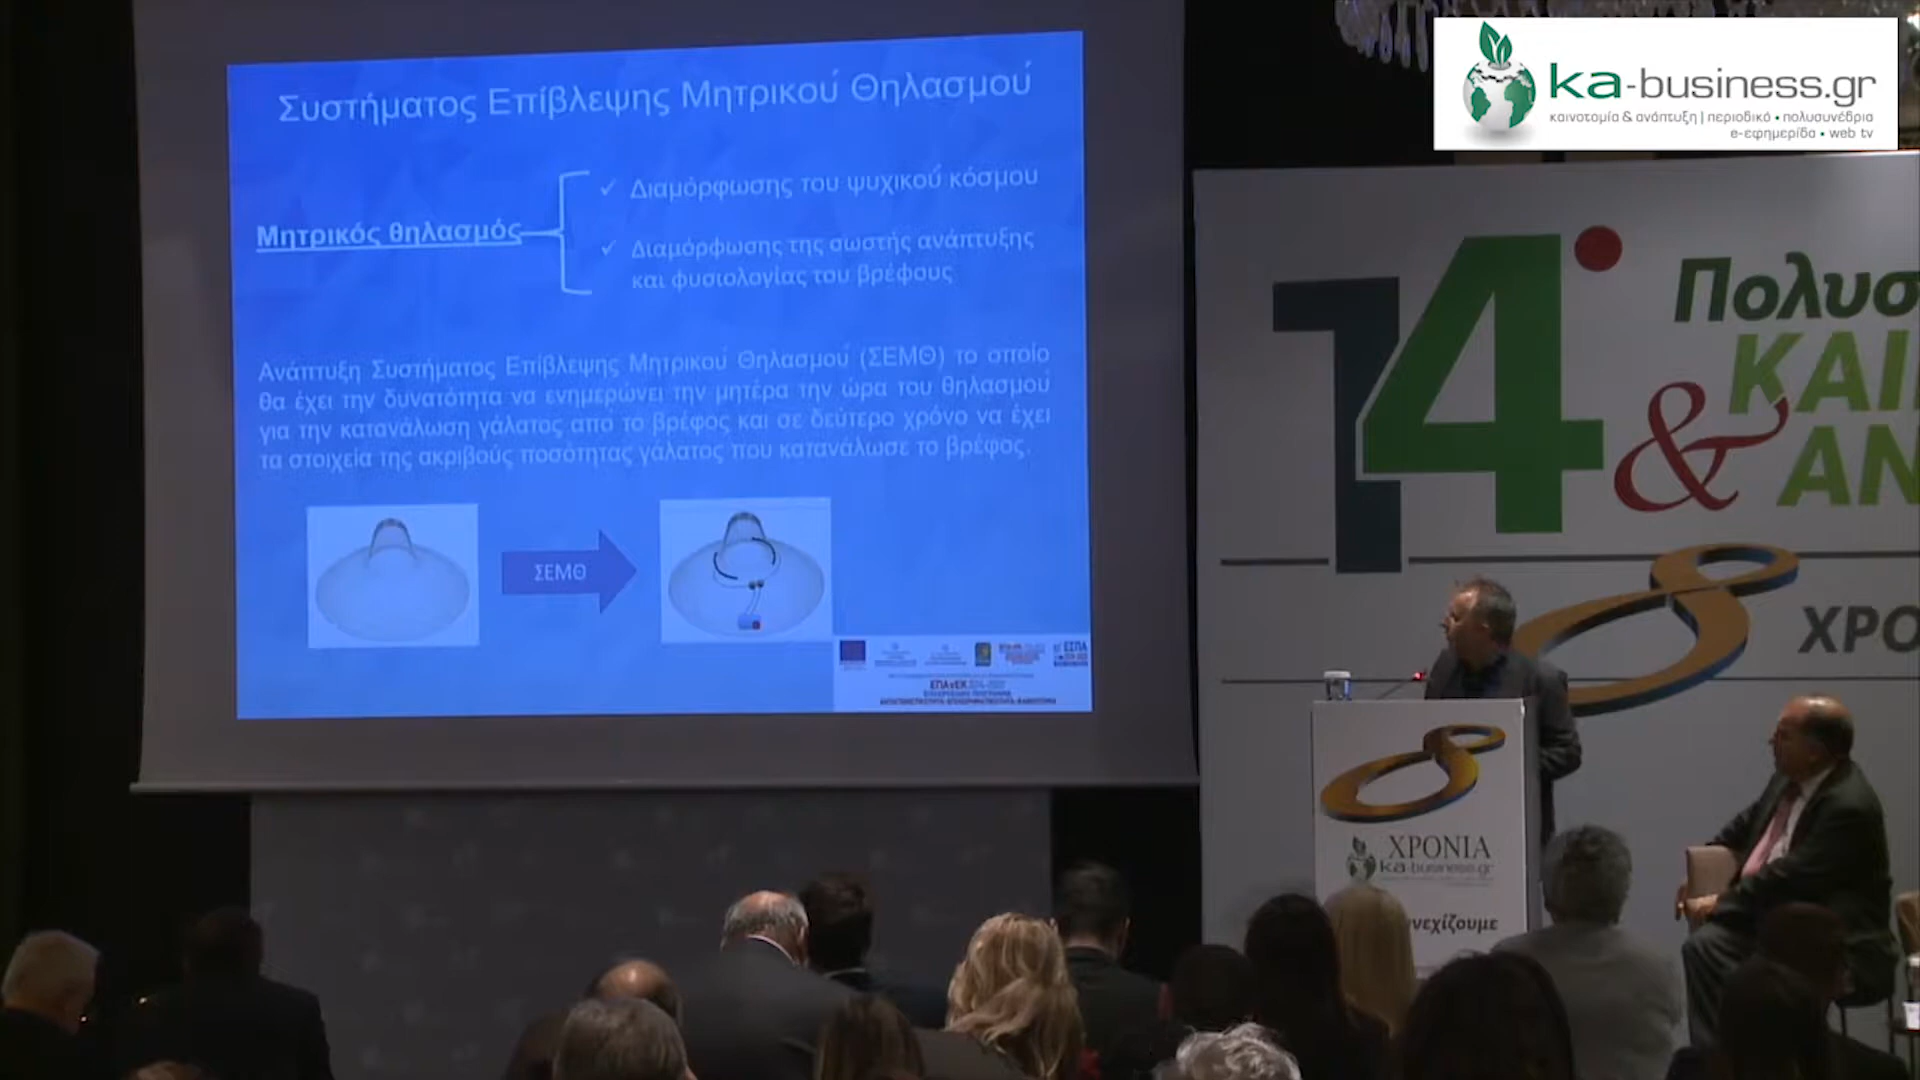 Συστήματος Επίβλεψης Μητρικού Θηλασμού
Μητρικός θηλασμός
✓ Διαμόρφωσης του ψυχικού κόσμου
✓ Διαμόρφωσης της σωστής ανάπτυξης
και φυσιολογίας του βρέφους
Ανάπτυξη Συστήματος Επίβλεψης Μητρικού Θηλασμού (ΣΕΜΘ) το οποίο
θα έχει την δυνατότητα να ενημερώνει την μητέρα την ώρα του θηλασμού
για την κατανάλωση γάλατος από το βρέφος και σε δεύτερο χρόνο να έχει
τα στοιχεία της ακριβούς ποσότητας γάλατος που κατανάλωσε το βρέφος.
ΣΕΜΘ
ΕΣΠΑ
ΕΠΑνΕΚ 2014-2020
ka-business.gr
καινοτομία & ανάπτυξη | περιοδικό • πολυσυνέδρια
e-εφημερίδα • web tv
14°
Πολυσ
ΚΑΙ
& ΑΝ
8
ΧΡΟ
8
ΧΡΟΝΙΑ
ka-business.gr
νεχίζουμε